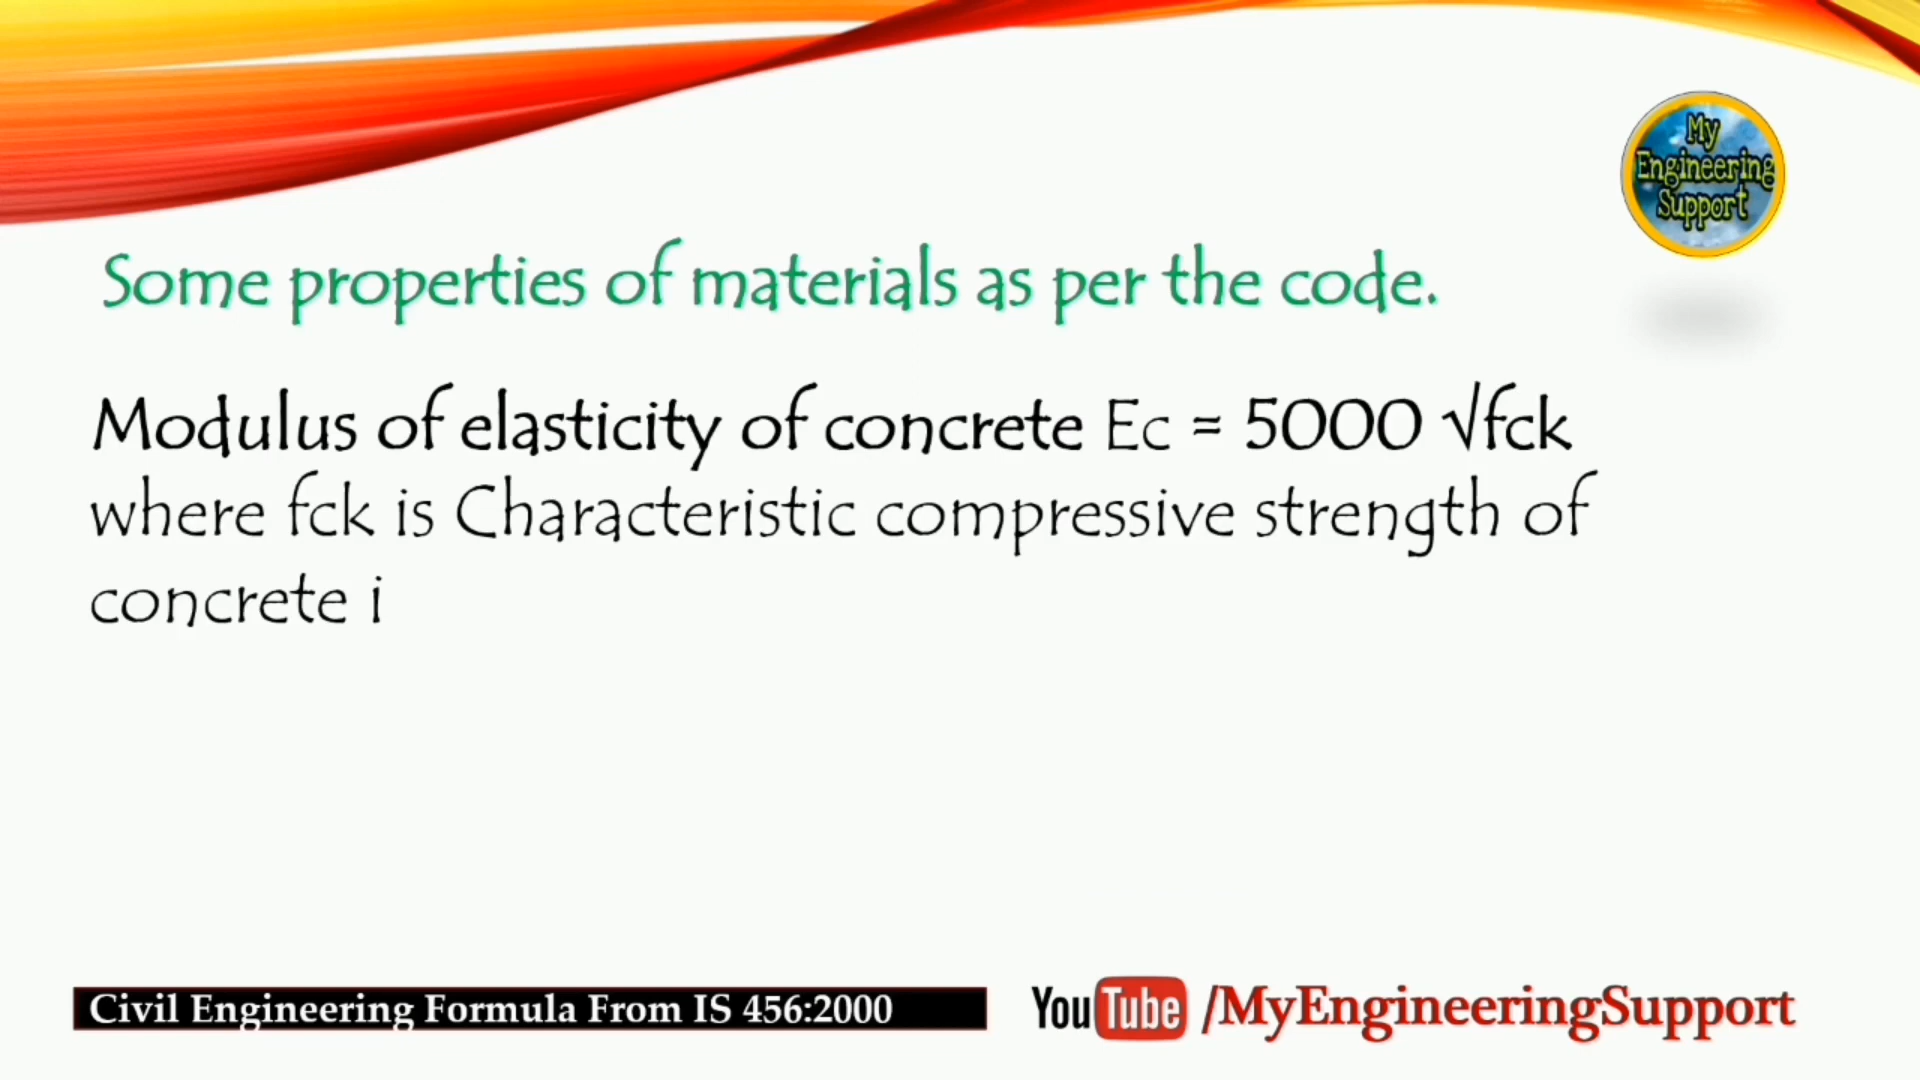 My
Engineering
Support
Some properties of materials as per the code.
Modulus of elasticity of concrete Ec = 5000 √fck
where fck is Characteristic compressive strength of
concrete i
Civil Engineering Formula From IS 456:2000
YouTube /MyEngineeringSupport